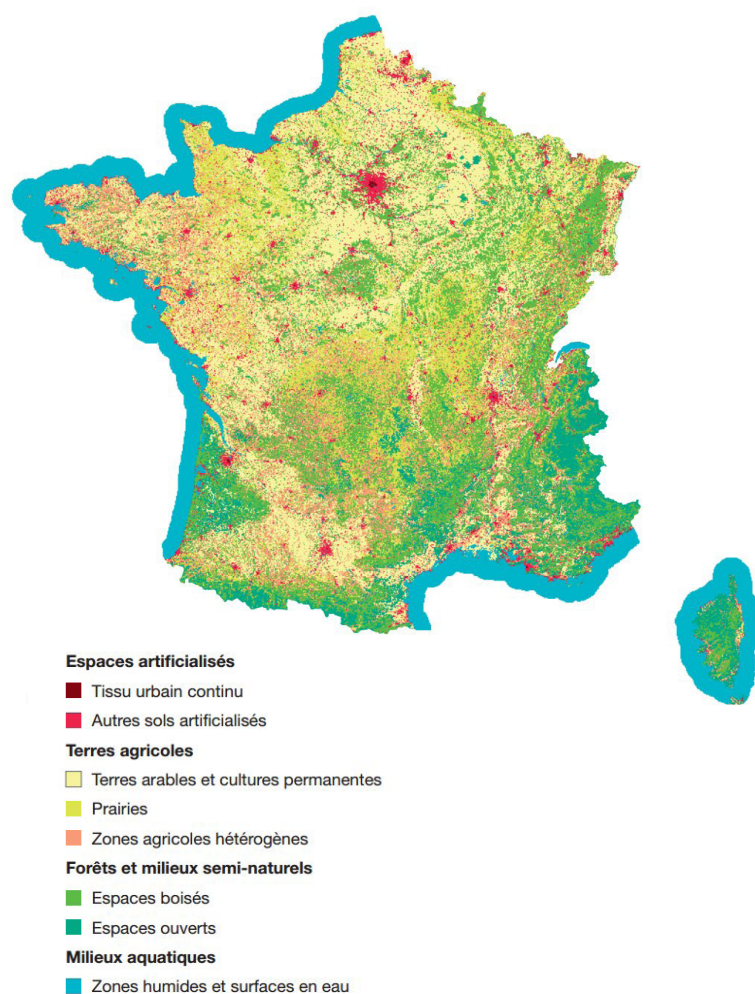 Espaces artificialisés
Tissu urbain continu
Autres sols artificialisés
Terres agricoles
Terres arables et cultures permanentes
Prairies
Zones agricoles hétérogènes
Forêts et milieux semi-naturels
Espaces boisés
Espaces ouverts
Milieux aquatiques
Zones humides et surfaces en eau